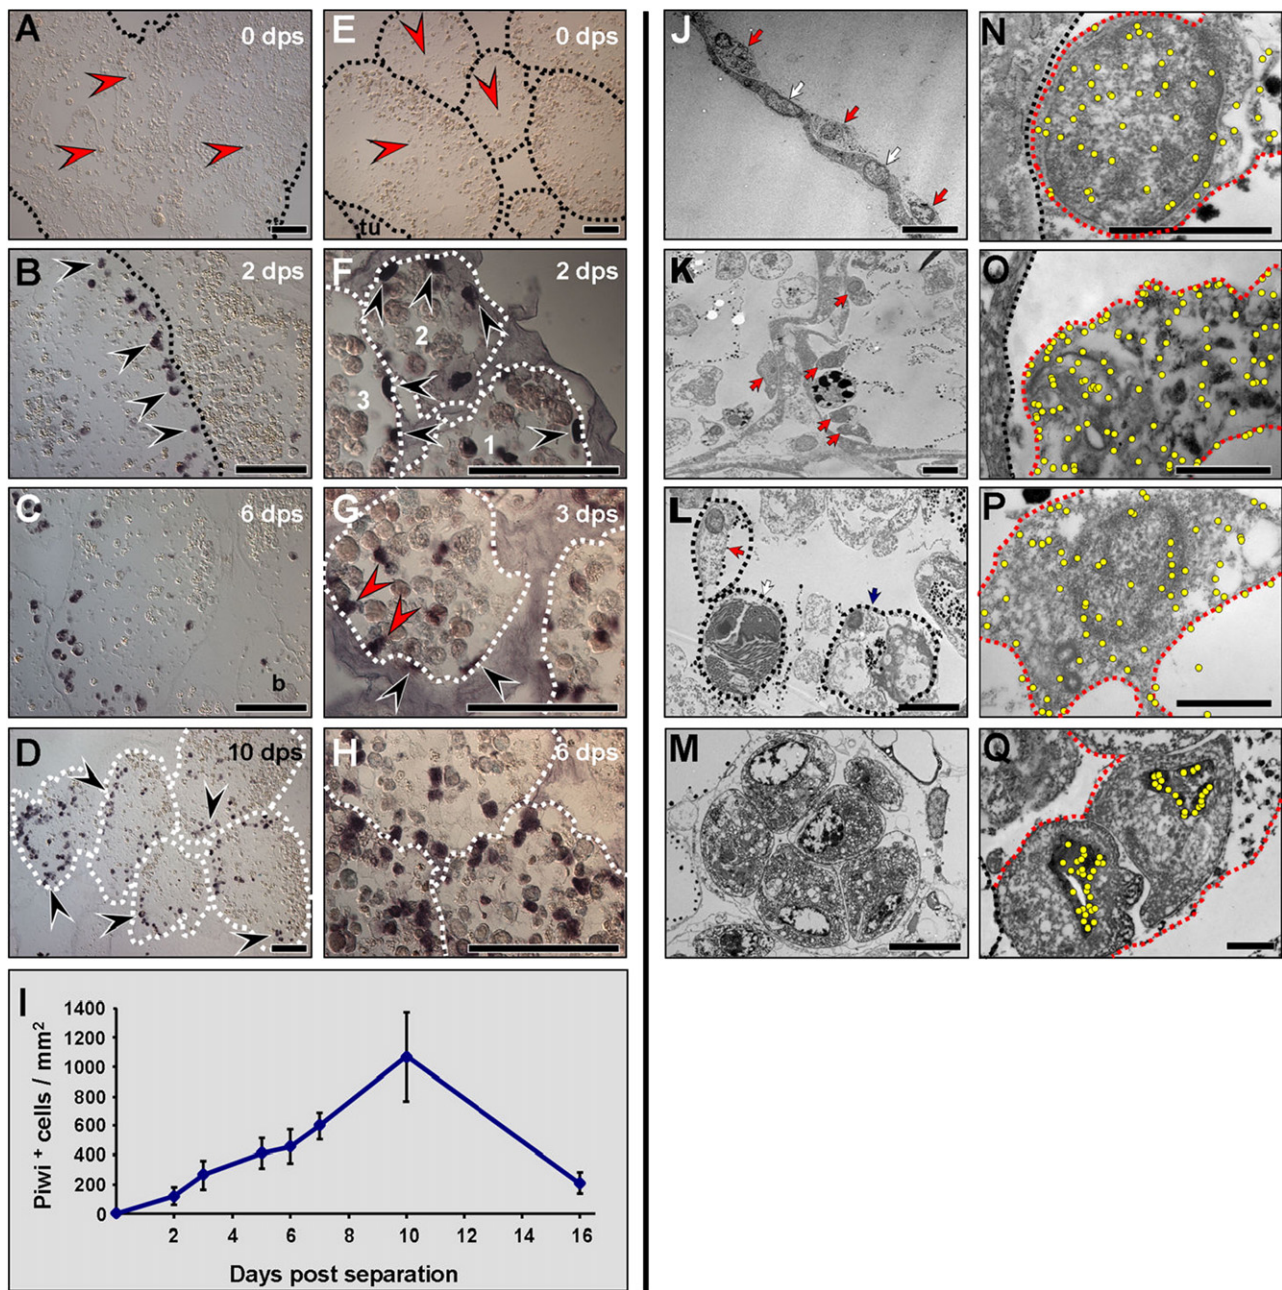 A 0 dps
E 0 dps
tu
B 2 dps
F 2 dps
2
3
1
C 6 dps
b
G 3 dps
D 10 dps
H 6 dps
I
1400
1200
1000
800
600
400
200
0
Piwi + cells / mm2
2 4 6 8 10 12 14 16
Days post separation
J
N
K
O
L
P
M
Q